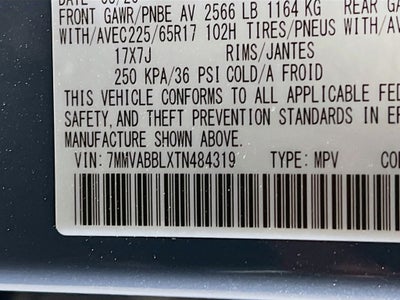 FRONT GAWR/PNBE AV 2566 LB 1164 KG REAR
WITH/AVEC225/65R17 102H TIRES/PNEUS WITH/AV
17X7J RIMS/JANTES
250 KPA/36 PSI COLD/A FROID
THIS VEHICLE CONFORMS TO ALL APPLICABLE FED
SAFETY, AND THEFT PREVENTION STANDARDS IN EF
MANUFACTURE SHOWN ABOVE.
VIN: 7MMVABBLXTN484319 TYPE: MPV